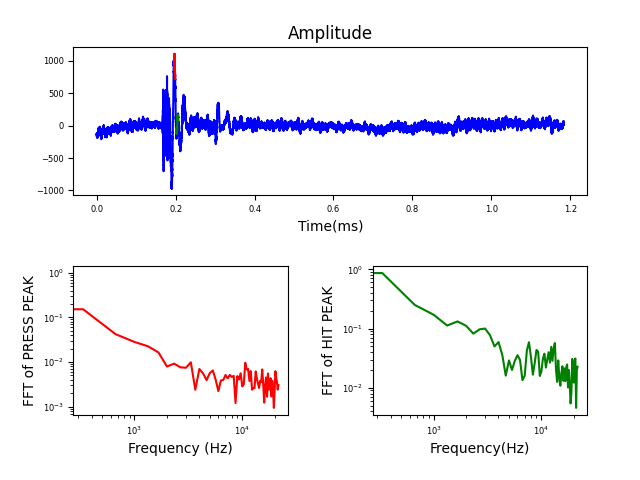 Amplitude
1000
500
0
−500
−1000
0.0 0.2 0.4 0.6 0.8 1.0 1.2
Time(ms)
FFT of PRESS PEAK
10⁰
10⁻¹
10⁻²
10⁻³
10³ 10⁴
Frequency (Hz)
FFT of HIT PEAK
10⁰
10⁻¹
10⁻²
10³ 10⁴
Frequency(Hz)